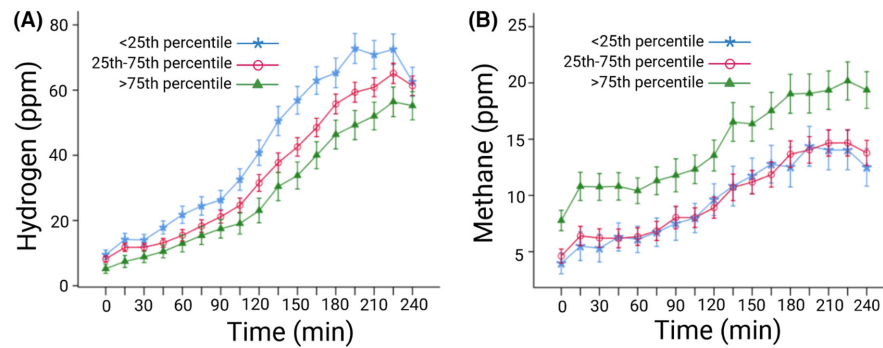 (A)
80
60
40
20
0
Hydrogen (ppm)
<25th percentile
25th-75th percentile
>75th percentile
0 30 60 90 120 150 180 210 240
Time (min)
(B)
25
20
15
10
5
Methane (ppm)
<25th percentile
25th-75th percentile
>75th percentile
0 30 60 90 120 150 180 210 240
Time (min)